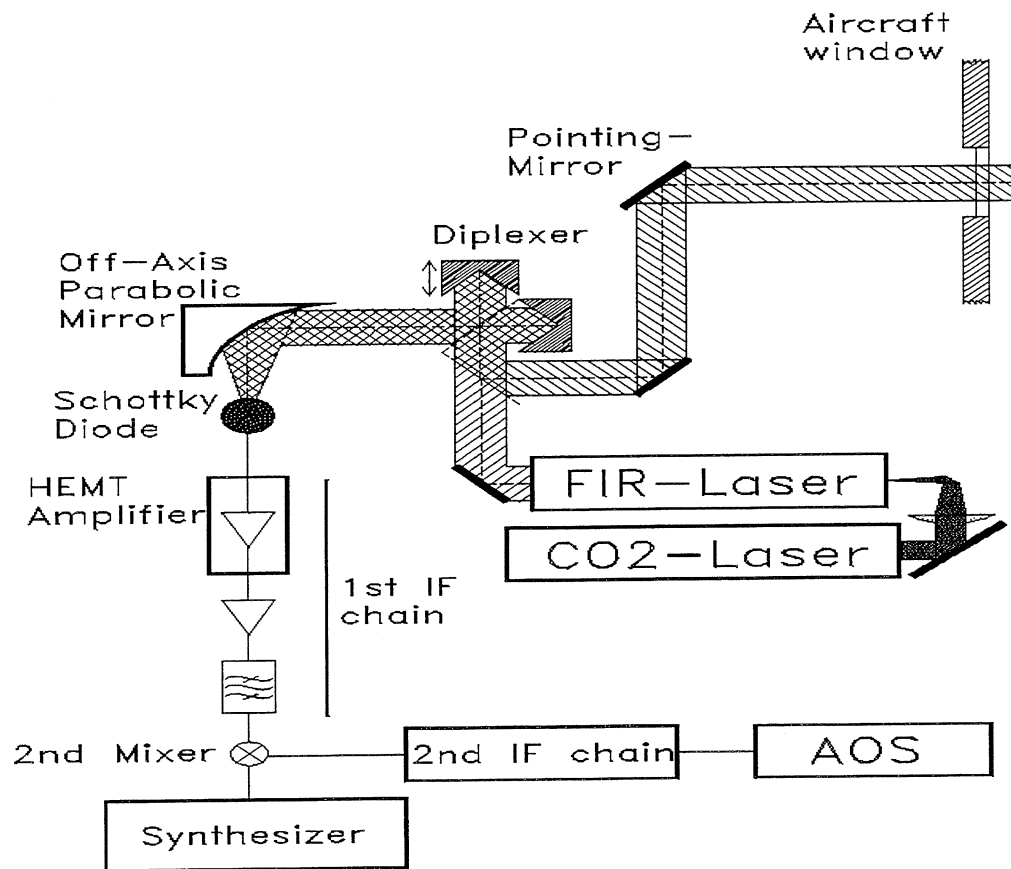 Aircraft
window
Pointing-
Mirror
Diplexer
Off-Axis
Parabolic
Mirror
Schottky
Diode
HEMT
Amplifier
FIR-Laser
CO2-Laser
1st IF
chain
2nd Mixer
2nd IF chain
AOS
Synthesizer